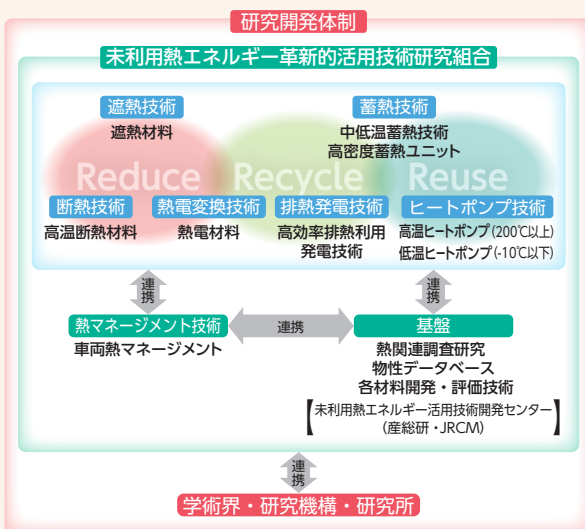 研究開発体制
未利用熱エネルギー革新的活用技術研究組合
遮熱技術
遮熱材料
蓄熱技術
中低温蓄熱技術
高密度蓄熱ユニット
Reduce
Recycle
Reuse
断熱技術
高温断熱材料
熱電変換技術
熱電材料
排熱発電技術
高効率排熱利用
発電技術
ヒートポンプ技術
高温ヒートポンプ(200℃以上)
低温ヒートポンプ(-10℃以下)
連携
連携
熱マネージメント技術
車両熱マネージメント
連携
基盤
熱関連調査研究
物性データベース
各材料開発・評価技術
【未利用熱エネルギー活用技術開発センター
(産総研・JRCM)】
連携
学術界・研究機構・研究所